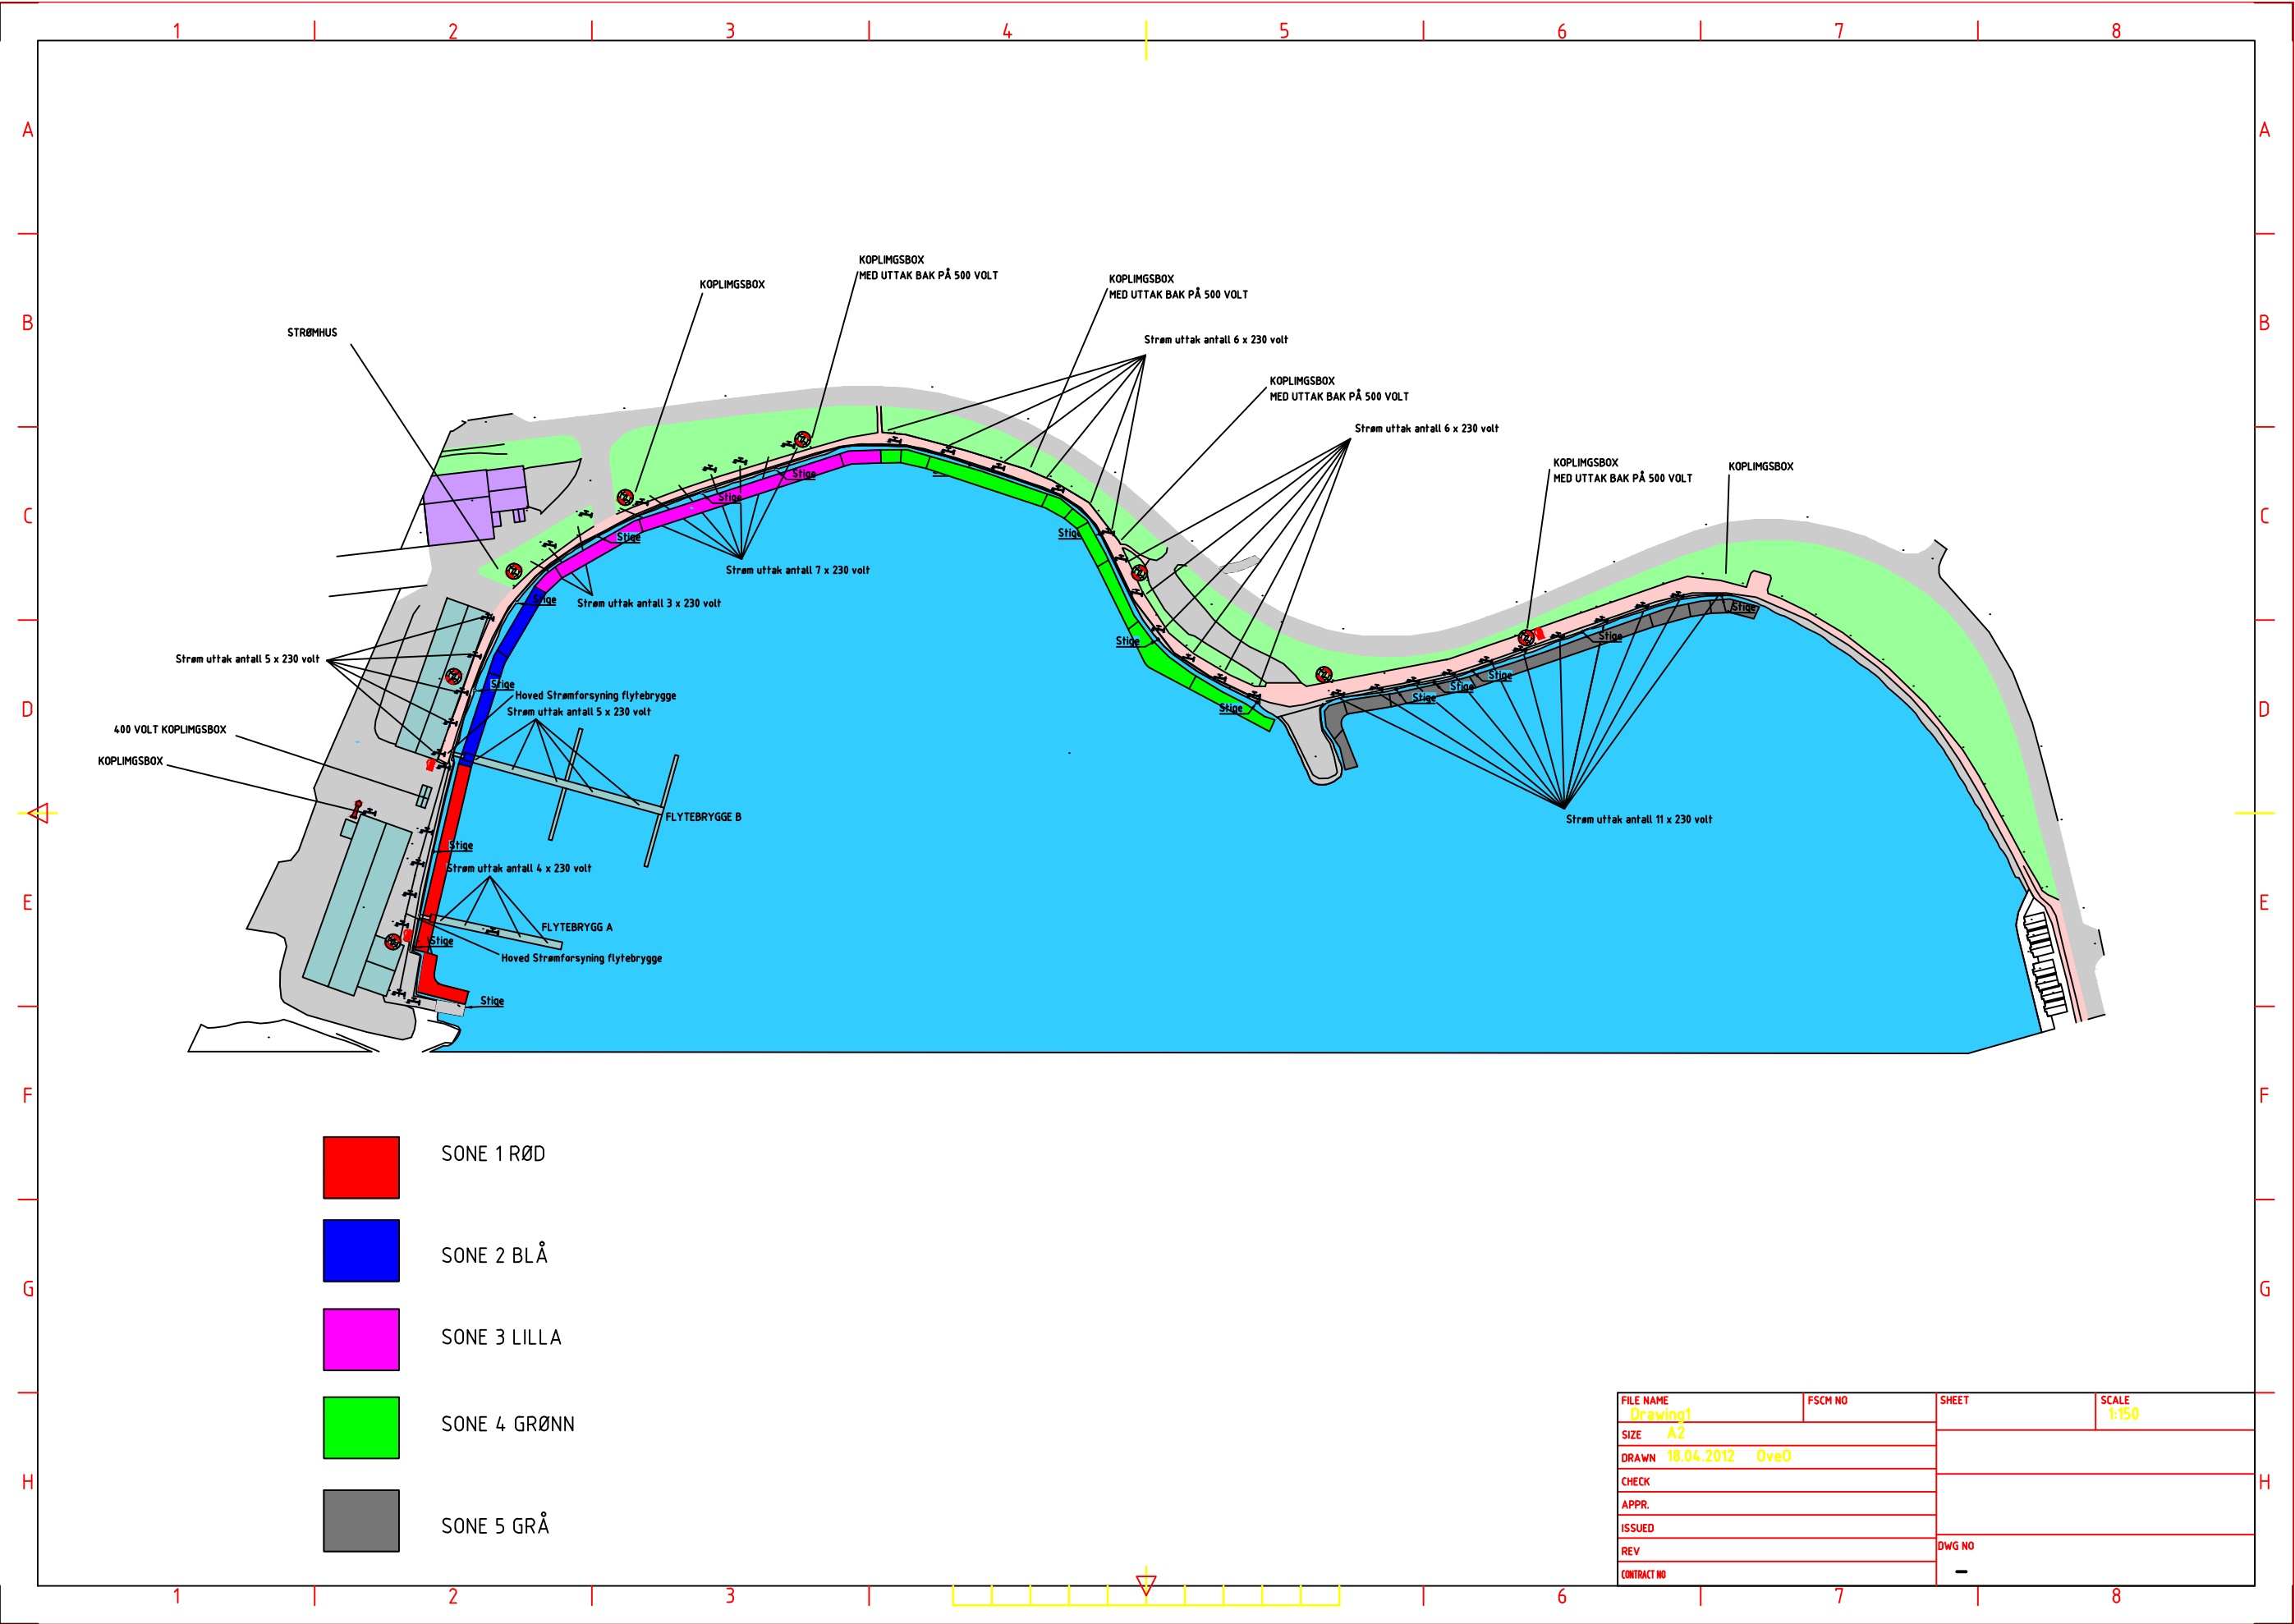 1 2 3 4 5 6 7 8
A A
KOPLIMGSBOX
MED UTTAK BAK PÅ 500 VOLT
KOPLIMGSBOX
KOPLIMGSBOX
MED UTTAK BAK PÅ 500 VOLT
B B
STRØMHUS
Strøm uttak antall 6 x 230 volt
KOPLIMGSBOX
MED UTTAK BAK PÅ 500 VOLT
Strøm uttak antall 6 x 230 volt
KOPLIMGSBOX
MED UTTAK BAK PÅ 500 VOLT
KOPLIMGSBOX
Stige
Stige
C C
Stige
Stige
Strøm uttak antall 7 x 230 volt
Stige
Strøm uttak antall 3 x 230 volt
Stige
Stige
Stige
Strøm uttak antall 5 x 230 volt
Stige
Stige
Stige
Hoved Strømforsyning flytebrygge
Stige
Stige
Strøm uttak antall 5 x 230 volt
D D
400 VOLT KOPLIMGSBOX
KOPLIMGSBOX
FLYTEBRYGGE B
Strøm uttak antall 11 x 230 volt
Stige
Strøm uttak antall 4 x 230 volt
E E
FLYTEBRYGG A
Stige
Hoved Strømforsyning flytebrygge
Stige
F F
SONE 1 RØD
SONE 2 BLÅ
G G
SONE 3 LILLA
SONE 4 GRØNN
H H
SONE 5 GRÅ
FILE NAME FSCM NO SHEET SCALE
Drawing1 1:150
SIZE A2
DRAWN 18.04.2012 OveO
CHECK
APPR.
ISSUED
REV DWG NO
CONTRACT NO -
1 2 3 6 7 8